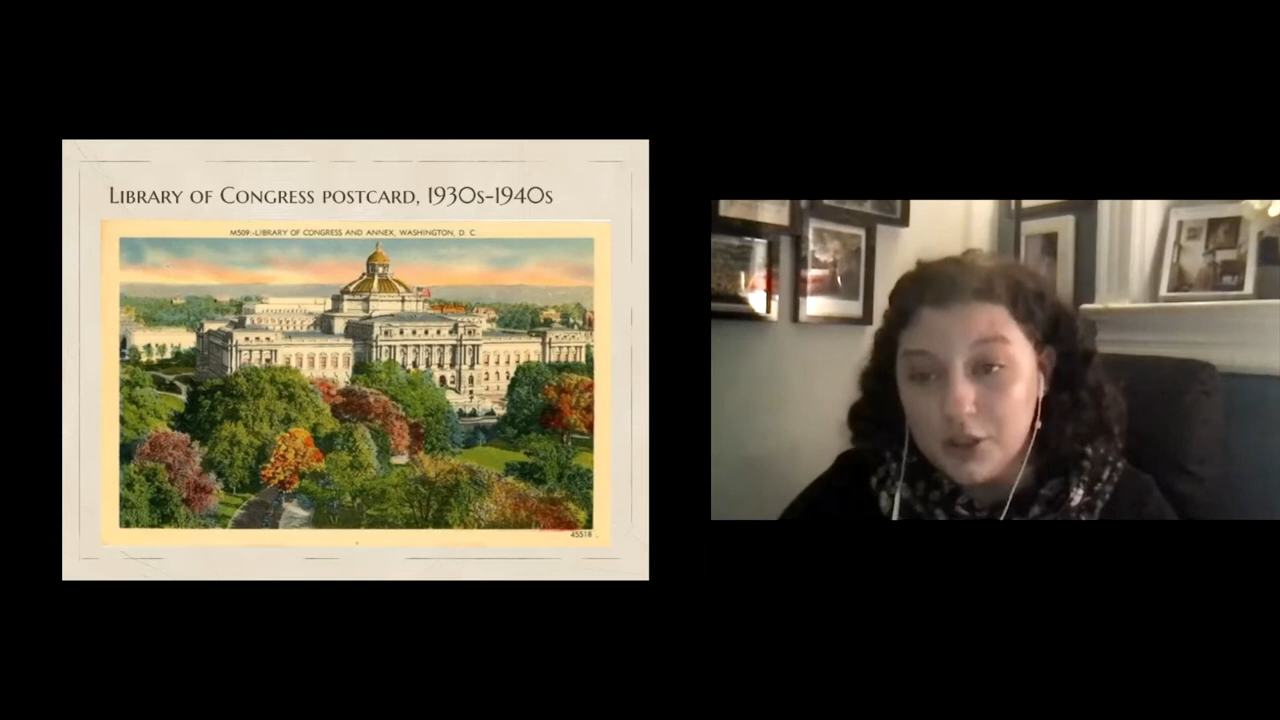 Library of Congress postcard, 1930s-1940s
M509:-LIBRARY OF CONGRESS AND ANNEX, WASHINGTON, D. C.
45518